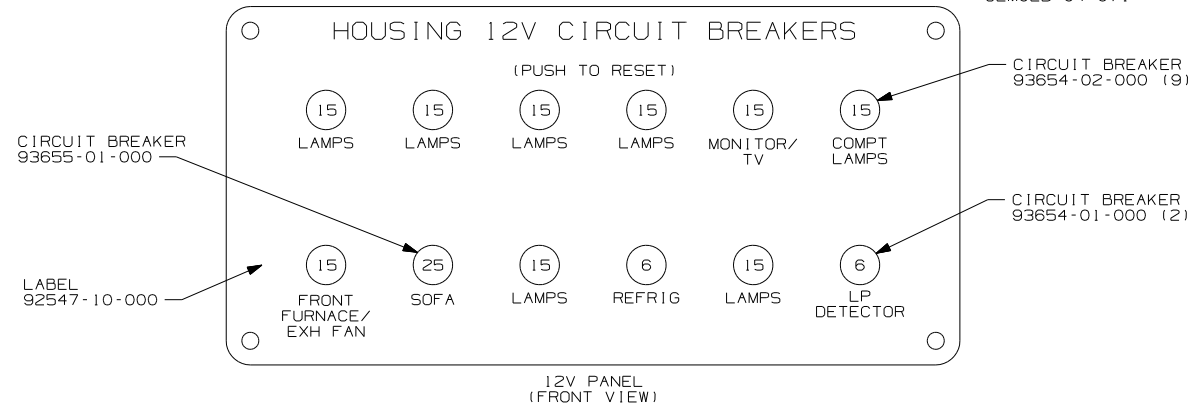 HOUSING 12V CIRCUIT BREAKERS
(PUSH TO RESET)
CIRCUIT BREAKER
93654-02-000 (9)
15 15 15 15 15 15
LAMPS LAMPS LAMPS LAMPS MONITOR/ TV COMPT LAMPS
CIRCUIT BREAKER
93655-01-000
CIRCUIT BREAKER
93654-01-000 (2)
LABEL
92547-10-000
15 25 15 6 15 6
FRONT FURNACE/ EXH FAN SOFA LAMPS REFRIG LAMPS LP DETECTOR
12V PANEL
(FRONT VIEW)